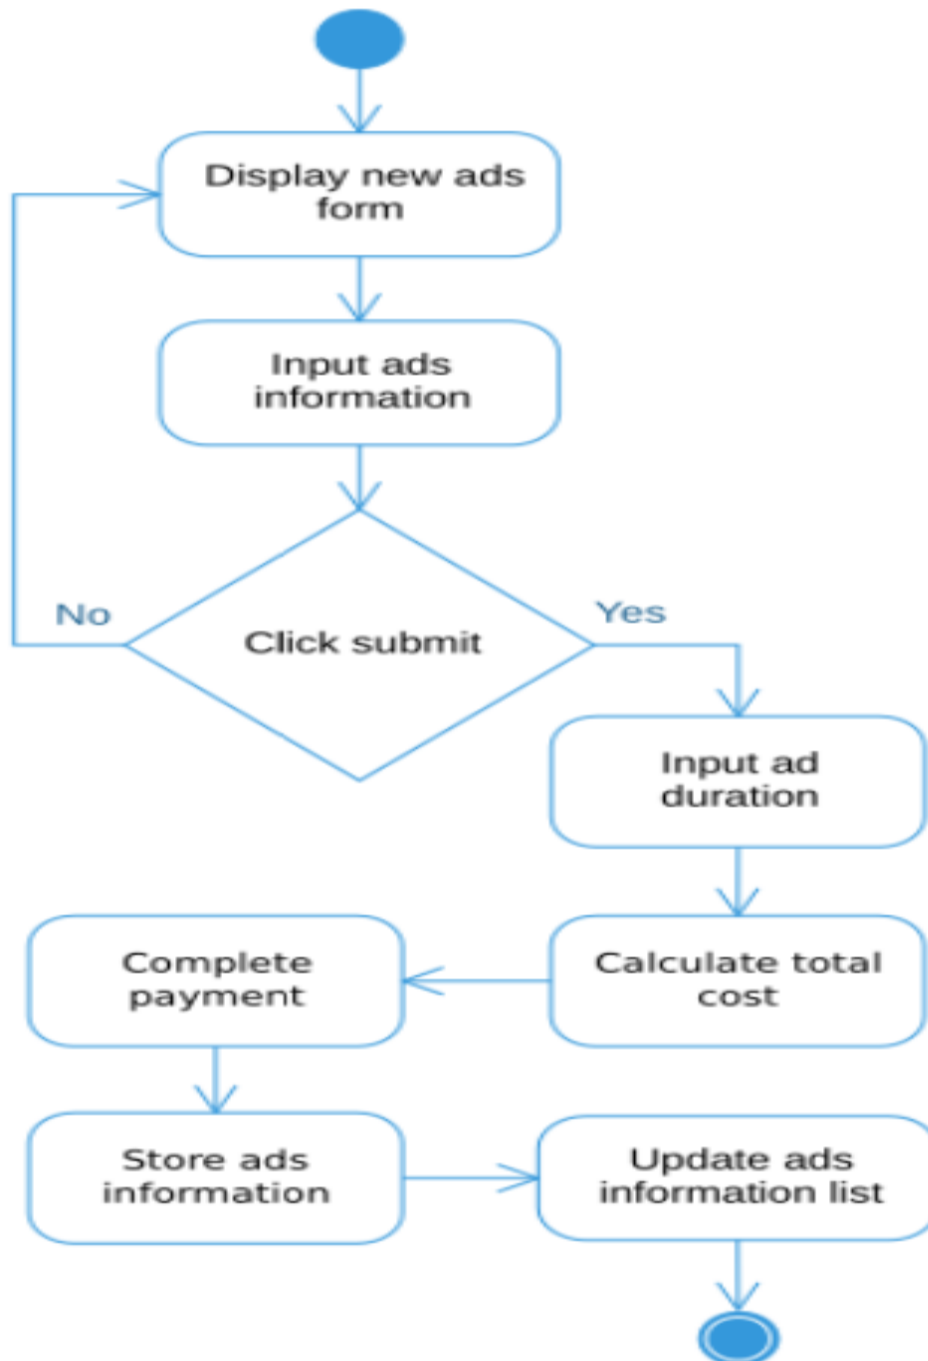 Display new ads
form
Input ads
information
No
Click submit
Yes
Input ad
duration
Calculate total
cost
Complete
payment
Store ads
information
Update ads
information list